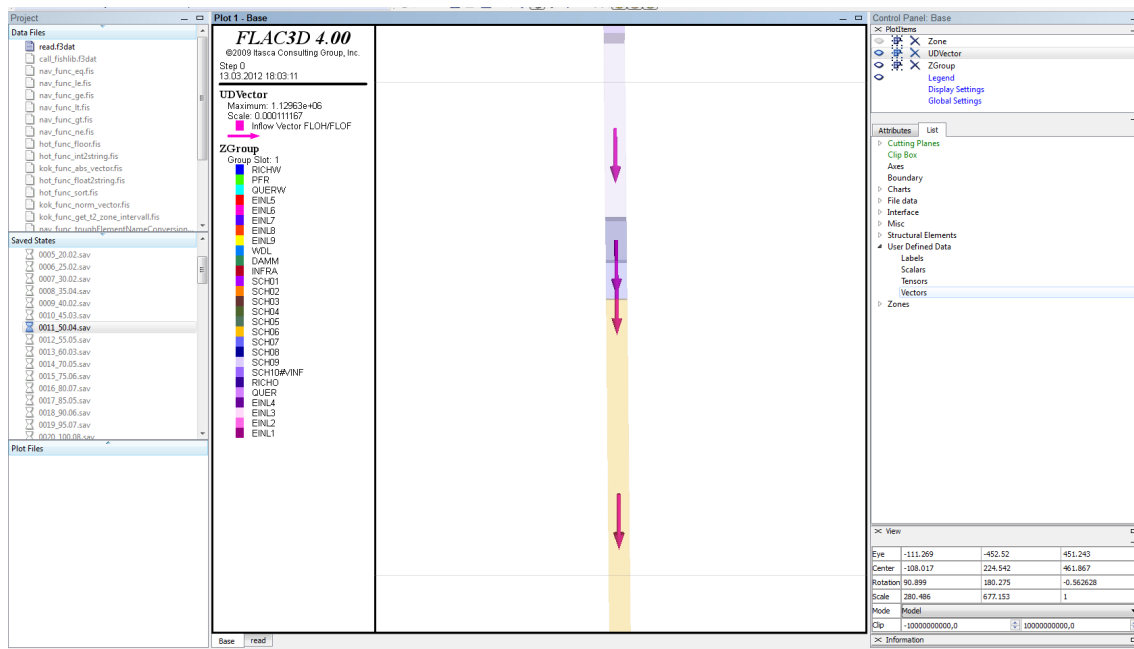 Project
Data Files
read.f3dat
call_fishlib.f3dat
nav_func_eq.fis
nav_func_le.fis
nav_func_ge.fis
nav_func_lt.fis
nav_func_gt.fis
nav_func_ne.fis
hot_func_floor.fis
hot_func_int2string.fis
kok_func_abs_vector.fis
hot_func_float2string.fis
hot_func_sort.fis
kok_func_norm_vector.fis
kok_func_get_t2_zone_intervall.fis
nav_func_toughElementNameConversion...
Saved States
0005_20.02.sav
0006_25.02.sav
0007_30.02.sav
0008_35.04.sav
0009_40.02.sav
0010_45.03.sav
0011_50.04.sav
0012_55.05.sav
0013_60.03.sav
0014_70.05.sav
0015_75.06.sav
0016_80.07.sav
0017_85.05.sav
0018_90.06.sav
0019_95.07.sav
0020_100.08.sav
Plot Files
Plot 1 - Base
FLAC3D 4.00
©2009 Itasca Consulting Group, Inc.
Step 0
13.03.2012 18:03:11
UDVector
Maximum: 1.12963e+06
Scale: 0.000111167
Inflow Vector FLOH/FLOF
ZGroup
Group Slot: 1
RICHW
PFR
QUERW
EINL5
EINL6
EINL7
EINL8
EINL9
WDL
DAMM
INFRA
SCH01
SCH02
SCH03
SCH04
SCH05
SCH06
SCH07
SCH08
SCH09
SCH10#VINF
RICHO
QUER
EINL4
EINL3
EINL2
EINL1
Base read
Control Panel: Base
PlotItems
Zone
UDVector
ZGroup
Legend
Display Settings
Global Settings
Attributes List
Cutting Planes
Clip Box
Axes
Boundary
Charts
File data
Interface
Misc
Structural Elements
User Defined Data
Labels
Scalars
Tensors
Vectors
Zones
View
Eye -111.269 -452.52 451.243
Center -108.017 224.542 461.867
Rotation 90.899 180.275 -0.562628
Scale 280.486 677.153 1
Mode Model
Clip -10000000000,0 10000000000,0
Information